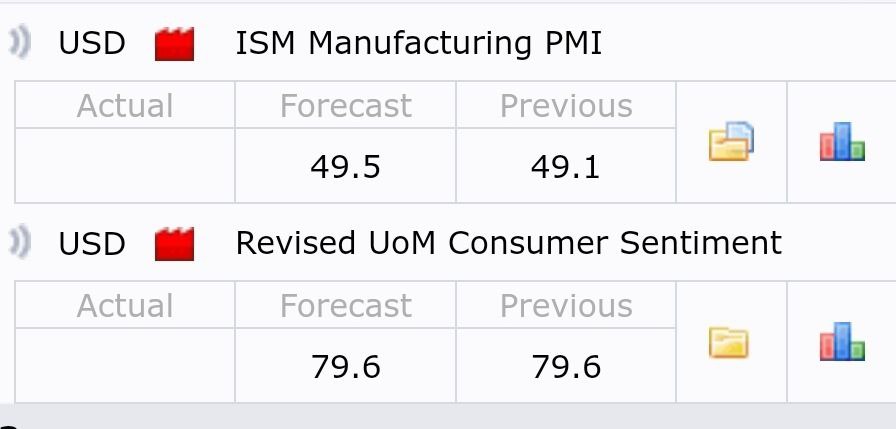 USD ISM Manufacturing PMI
Actual Forecast Previous
49.5 49.1
USD Revised UoM Consumer Sentiment
Actual Forecast Previous
79.6 79.6